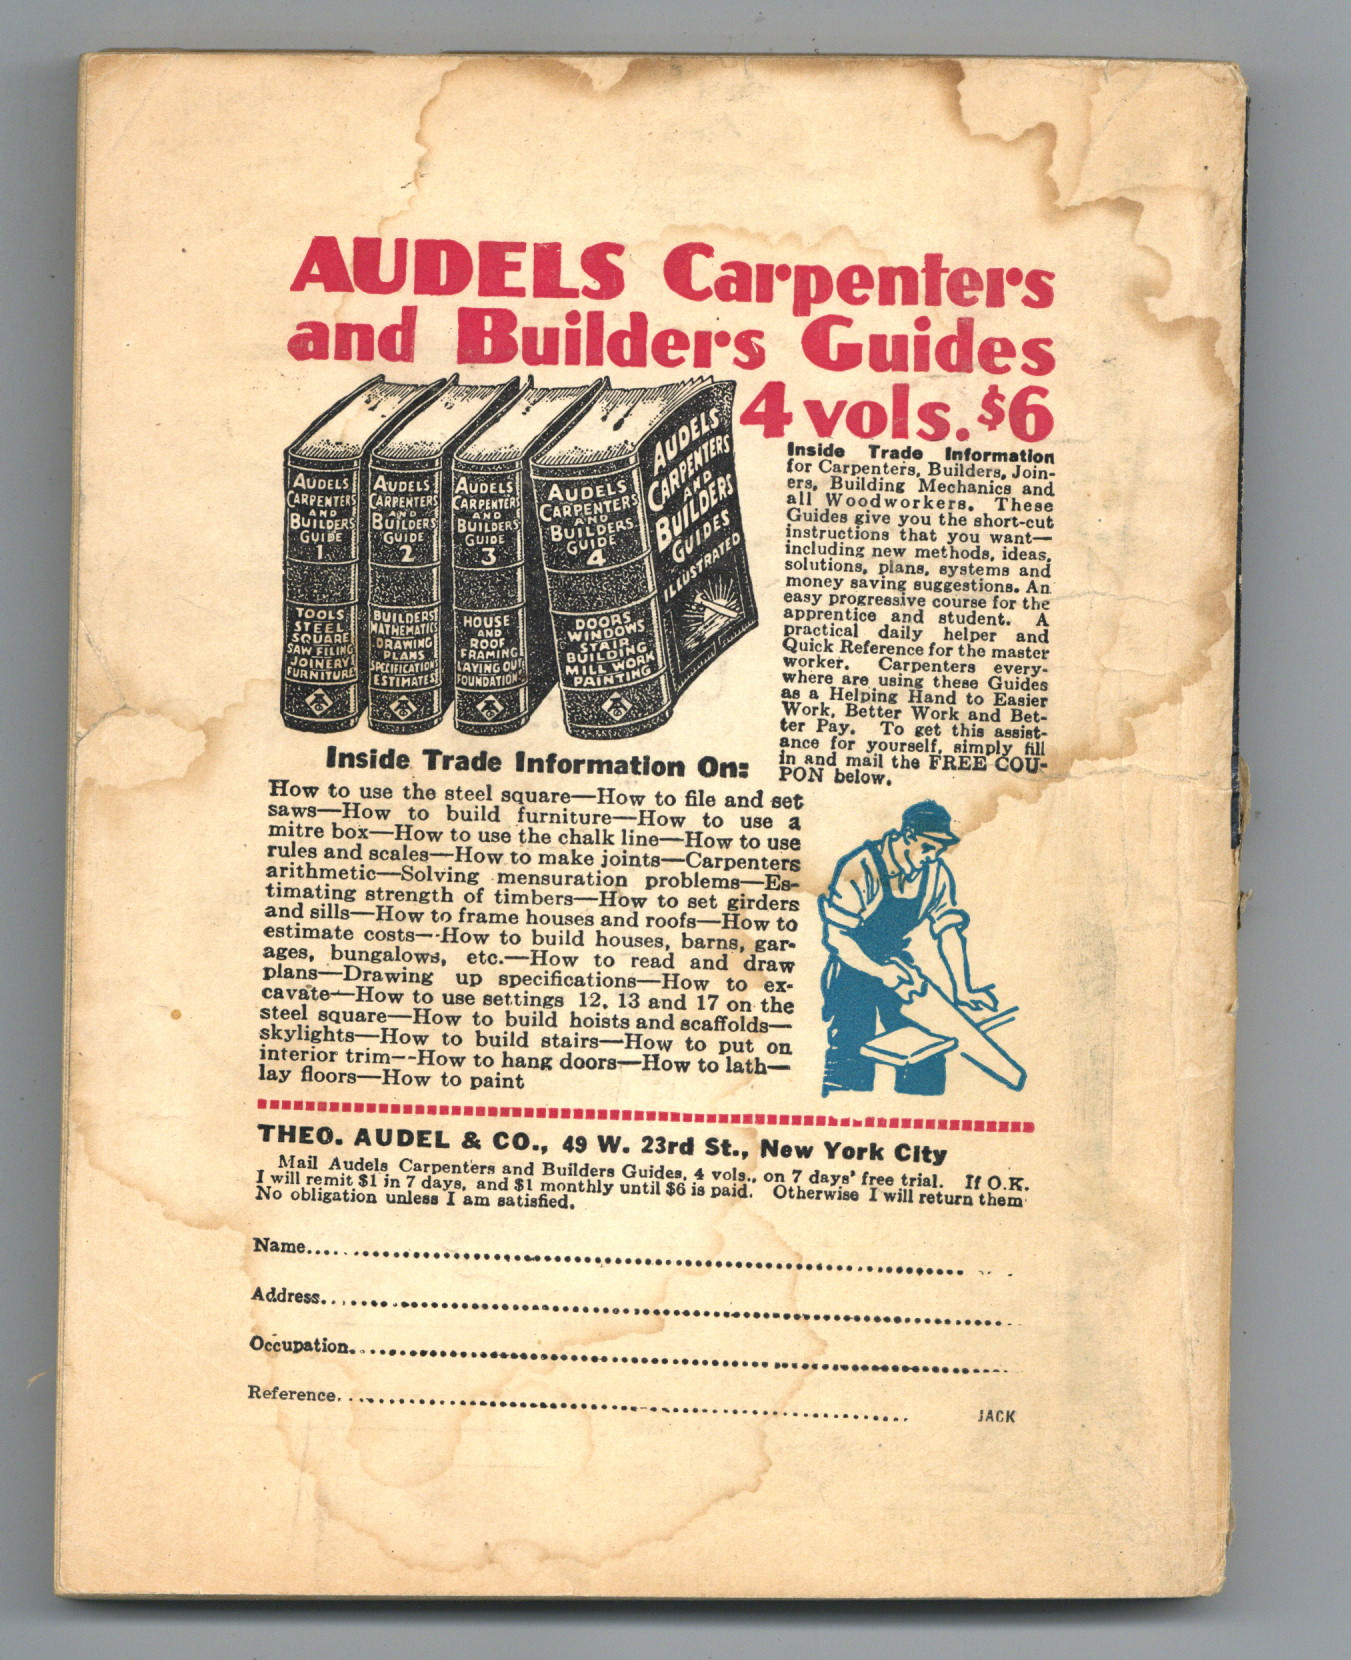 AUDELS Carpenters
and Builders Guides
4 vols. $6
AUDELS
CARPENTERS
AND
BUILDERS
GUIDE
1
TOOLS
STEEL
SQUARE
SAW FILING
JOINERY
FURNITURE
AUDELS
CARPENTERS
AND
BUILDERS
GUIDE
2
BUILDERS
MATHEMATICS
DRAWING
PLANS
SPECIFICATIONS
ESTIMATES
AUDELS
CARPENTERS
AND
BUILDERS
GUIDE
3
HOUSE
AND
ROOF
FRAMING
LAYING OUT
FOUNDATION
AUDELS
CARPENTERS
AND
BUILDERS
GUIDE
4
DOORS
WINDOWS
STAIR
BUILDING
MILL WORK
PAINTING
AUDELS
CARPENTERS
AND
BUILDERS
GUIDES
ILLUSTRATED
Inside Trade Information
for Carpenters, Builders, Join-
ers, Building Mechanics and
all Woodworkers. These
Guides give you the short-cut
instructions that you want—
including new methods, ideas,
solutions, plans, systems and
money saving suggestions. An
easy progressive course for the
apprentice and student. A
practical daily helper and
Quick Reference for the master
worker. Carpenters every-
where are using these Guides
as a Helping Hand to Easier
Work, Better Work and Bet-
ter Pay. To get this assist-
ance for yourself, simply fill
in and mail the FREE COU-
PON below.
Inside Trade Information On:
How to use the steel square—How to file and set
saws—How to build furniture—How to use a
mitre box—How to use the chalk line—How to use
rules and scales—How to make joints—Carpenters
arithmetic—Solving mensuration problems—Es-
timating strength of timbers—How to set girders
and sills—How to frame houses and roofs—How to
estimate costs—How to build houses, barns, gar-
ages, bungalows, etc.—How to read and draw
plans—Drawing up specifications—How to ex-
cavate—How to use settings 12, 13 and 17 on the
steel square—How to build hoists and scaffolds—
skylights—How to build stairs—How to put on
interior trim—How to hang doors—How to lath—
lay floors—How to paint
THEO. AUDEL & CO., 49 W. 23rd St., New York City
Mail Audels Carpenters and Builders Guides, 4 vols., on 7 days' free trial. If O.K.
I will remit $1 in 7 days, and $1 monthly until $6 is paid. Otherwise I will return them
No obligation unless I am satisfied.
Name
Address
Occupation
Reference
JACK